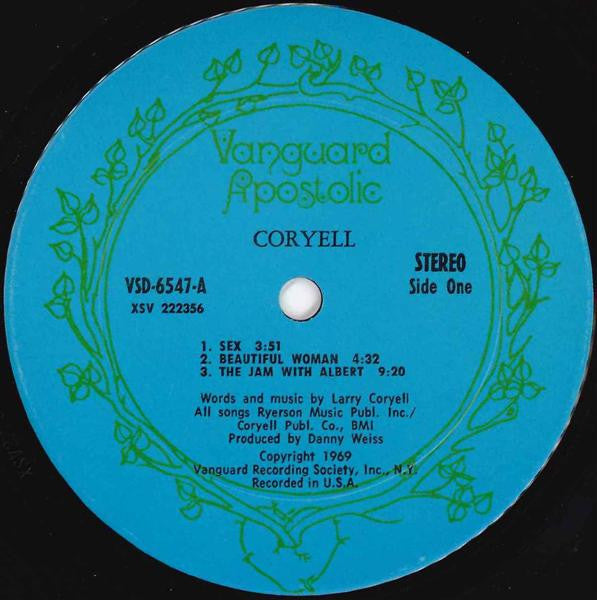 Vanguard
Apostolic
CORYELL
VSD-6547-A
XSV 222356
STEREO
Side One
1. SEX 3:51
2. BEAUTIFUL WOMAN 4:32
3. THE JAM WITH ALBERT 9:20
Words and music by Larry Coryell
All songs Ryerson Music Publ. Inc./
Coryell Publ. Co., BMI
Produced by Danny Weiss
Copyright 1969
Vanguard Recording Society, Inc., N.Y.
Recorded in U.S.A.